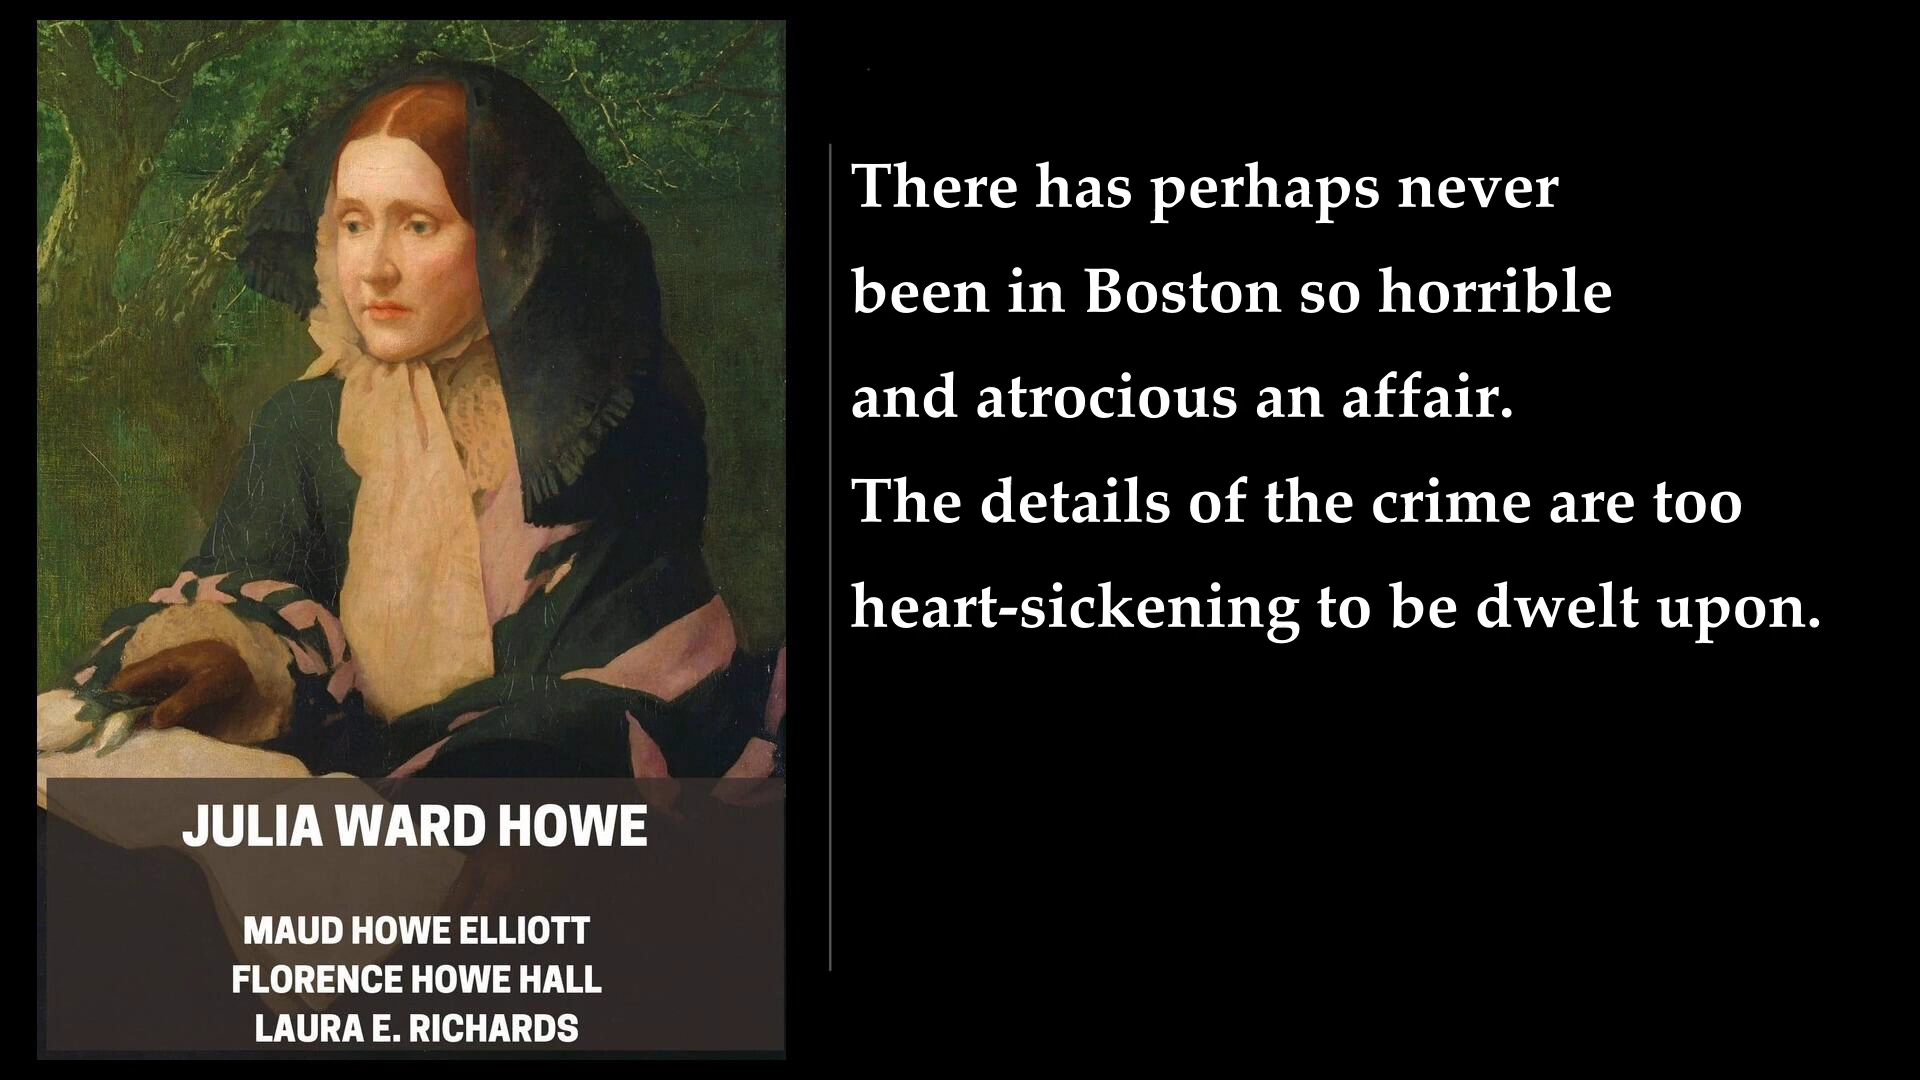 JULIA WARD HOWE
MAUD HOWE ELLIOTT
FLORENCE HOWE HALL
LAURA E. RICHARDS
There has perhaps never
been in Boston so horrible
and atrocious an affair.
The details of the crime are too
heart-sickening to be dwelt upon.